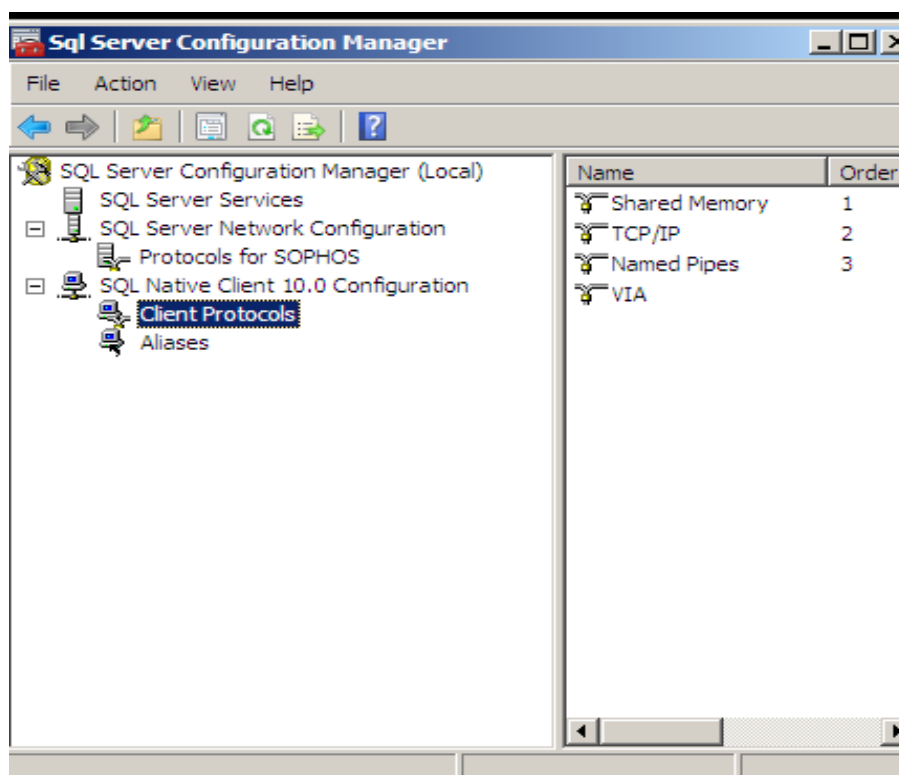 Sql Server Configuration Manager
File Action View Help
SQL Server Configuration Manager (Local)
SQL Server Services
SQL Server Network Configuration
Protocols for SOPHOS
SQL Native Client 10.0 Configuration
Client Protocols
Aliases
Name Order
Shared Memory 1
TCP/IP 2
Named Pipes 3
VIA